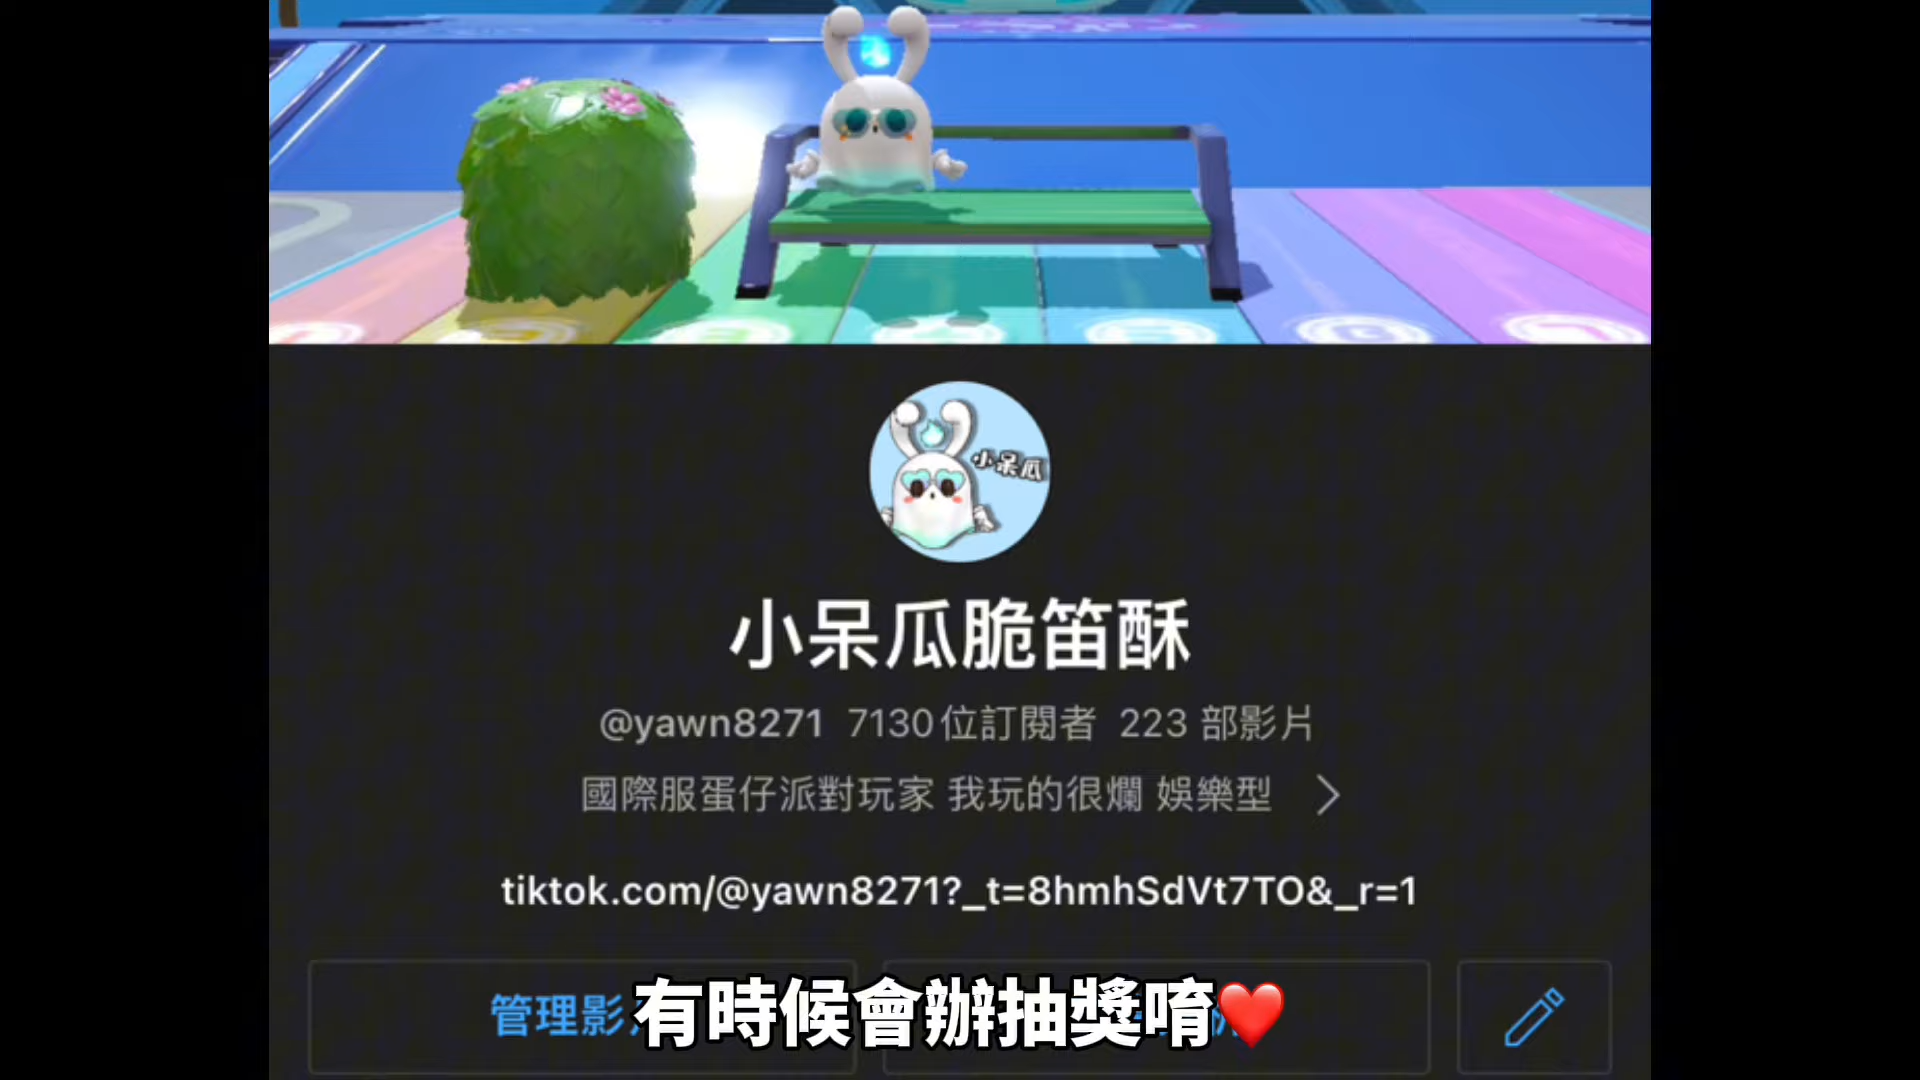 小呆瓜
小呆瓜脆笛酥
@yawn8271 7130位訂閱者 223 部影片
國際服蛋仔派對玩家 我玩的很爛 娛樂型
tiktok.com/@yawn8271?_t=8hmhSdVt7TO&_r=1
管理影
有時候會辦抽獎唷❤️